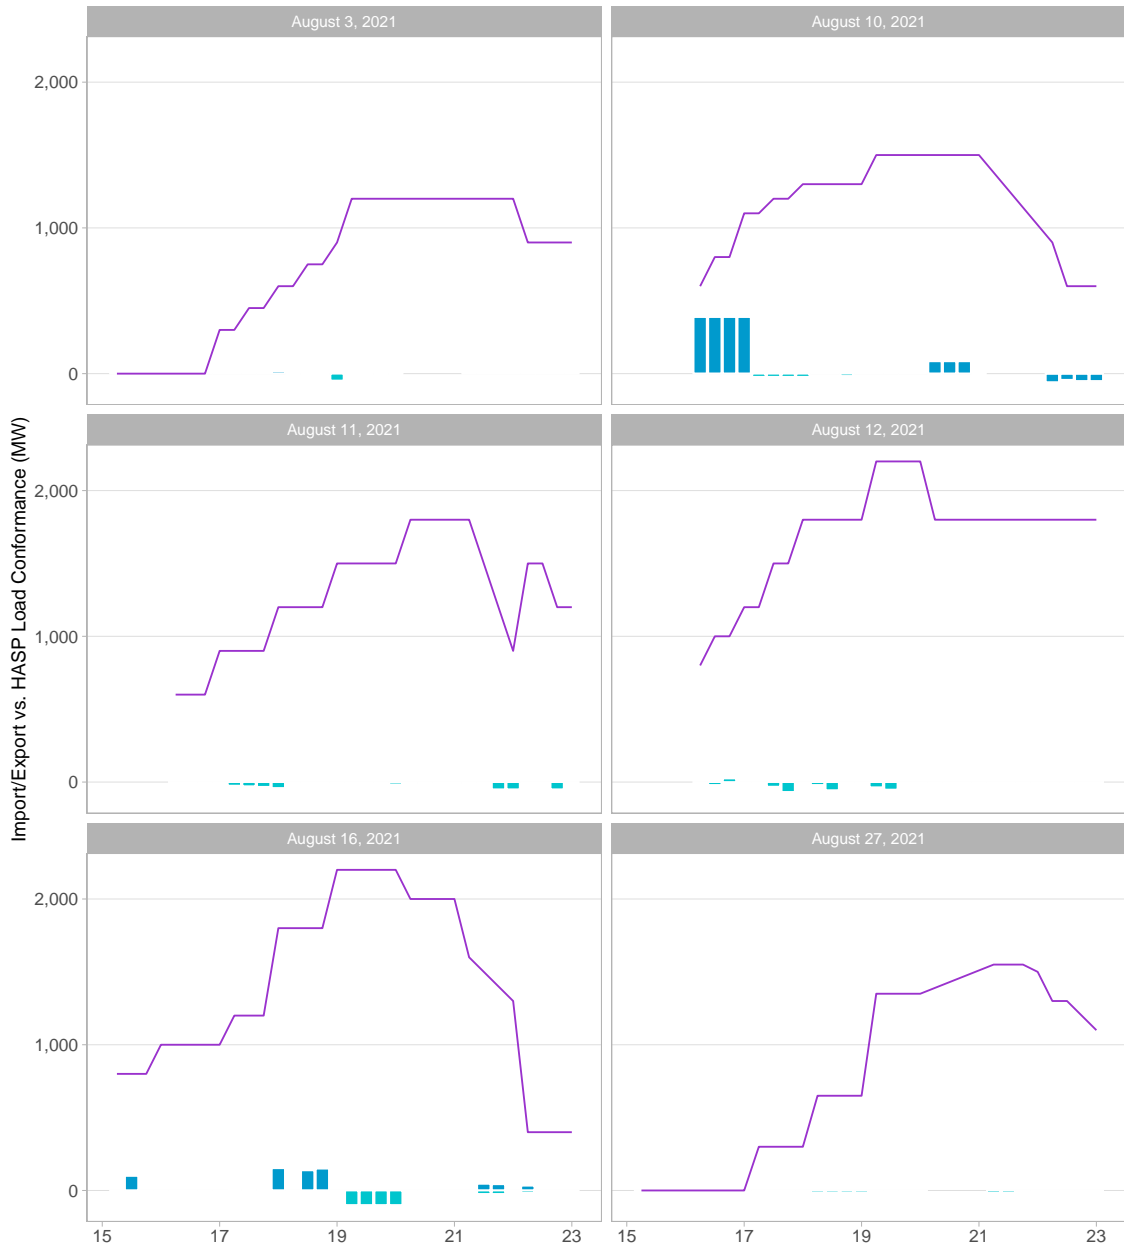 August 3, 2021
August 10, 2021
2,000
1,000
0
August 11, 2021
August 12, 2021
Import/Export vs. HASP Load Conformance (MW)
2,000
1,000
0
August 16, 2021
August 27, 2021
2,000
1,000
0
15 17 19 21 23 15 17 19 21 23